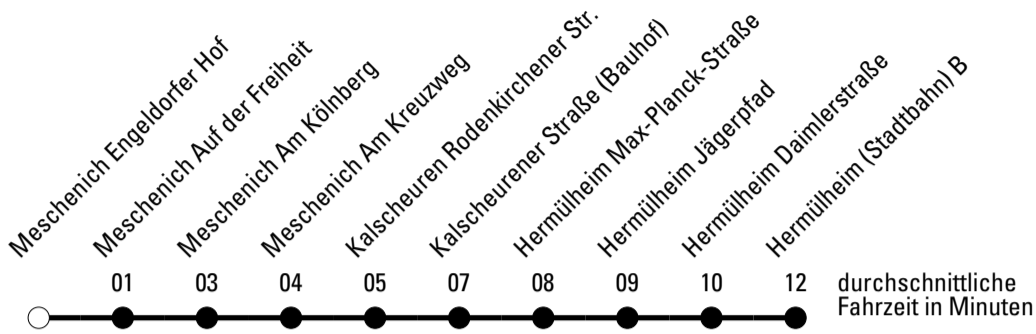 Meschenich Engeldorfer Hof
Meschenich Auf der Freiheit
Meschenich Am Kölnberg
Meschenich Am Kreuzweg
Kalscheuren Rodenkirchener Str.
Kalscheurener Straße (Bauhof)
Hermülheim Max-Planck-Straße
Hermülheim Jägerpfad
Hermülheim Daimlerstraße
Hermülheim (Stadtbahn) B
01 03 04 05 07 08 09 10 12 durchschnittliche
Fahrzeit in Minuten